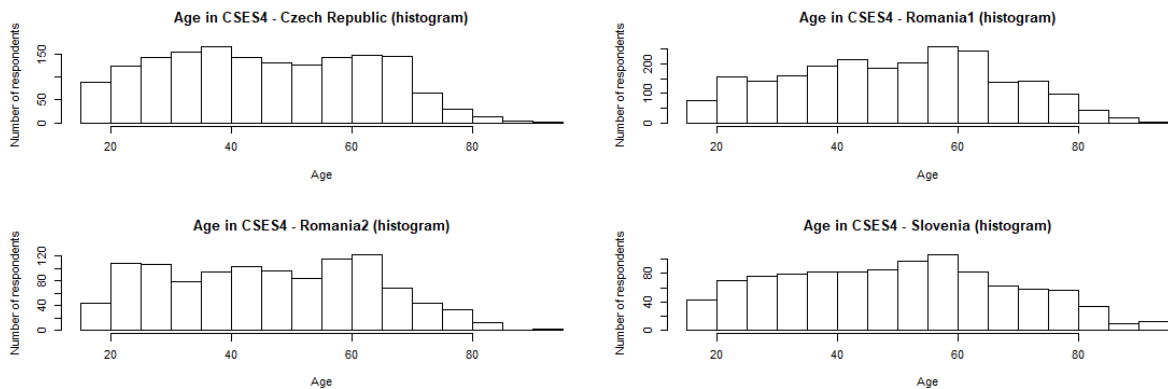 Age in CSES4 - Czech Republic (histogram)
Number of respondents
0 50 150
20 40 60 80
Age
Age in CSES4 - Romania1 (histogram)
Number of respondents
0 100 200
20 40 60 80
Age
Age in CSES4 - Romania2 (histogram)
Number of respondents
0 40 80 120
20 40 60 80
Age
Age in CSES4 - Slovenia (histogram)
Number of respondents
0 40 80
20 40 60 80
Age